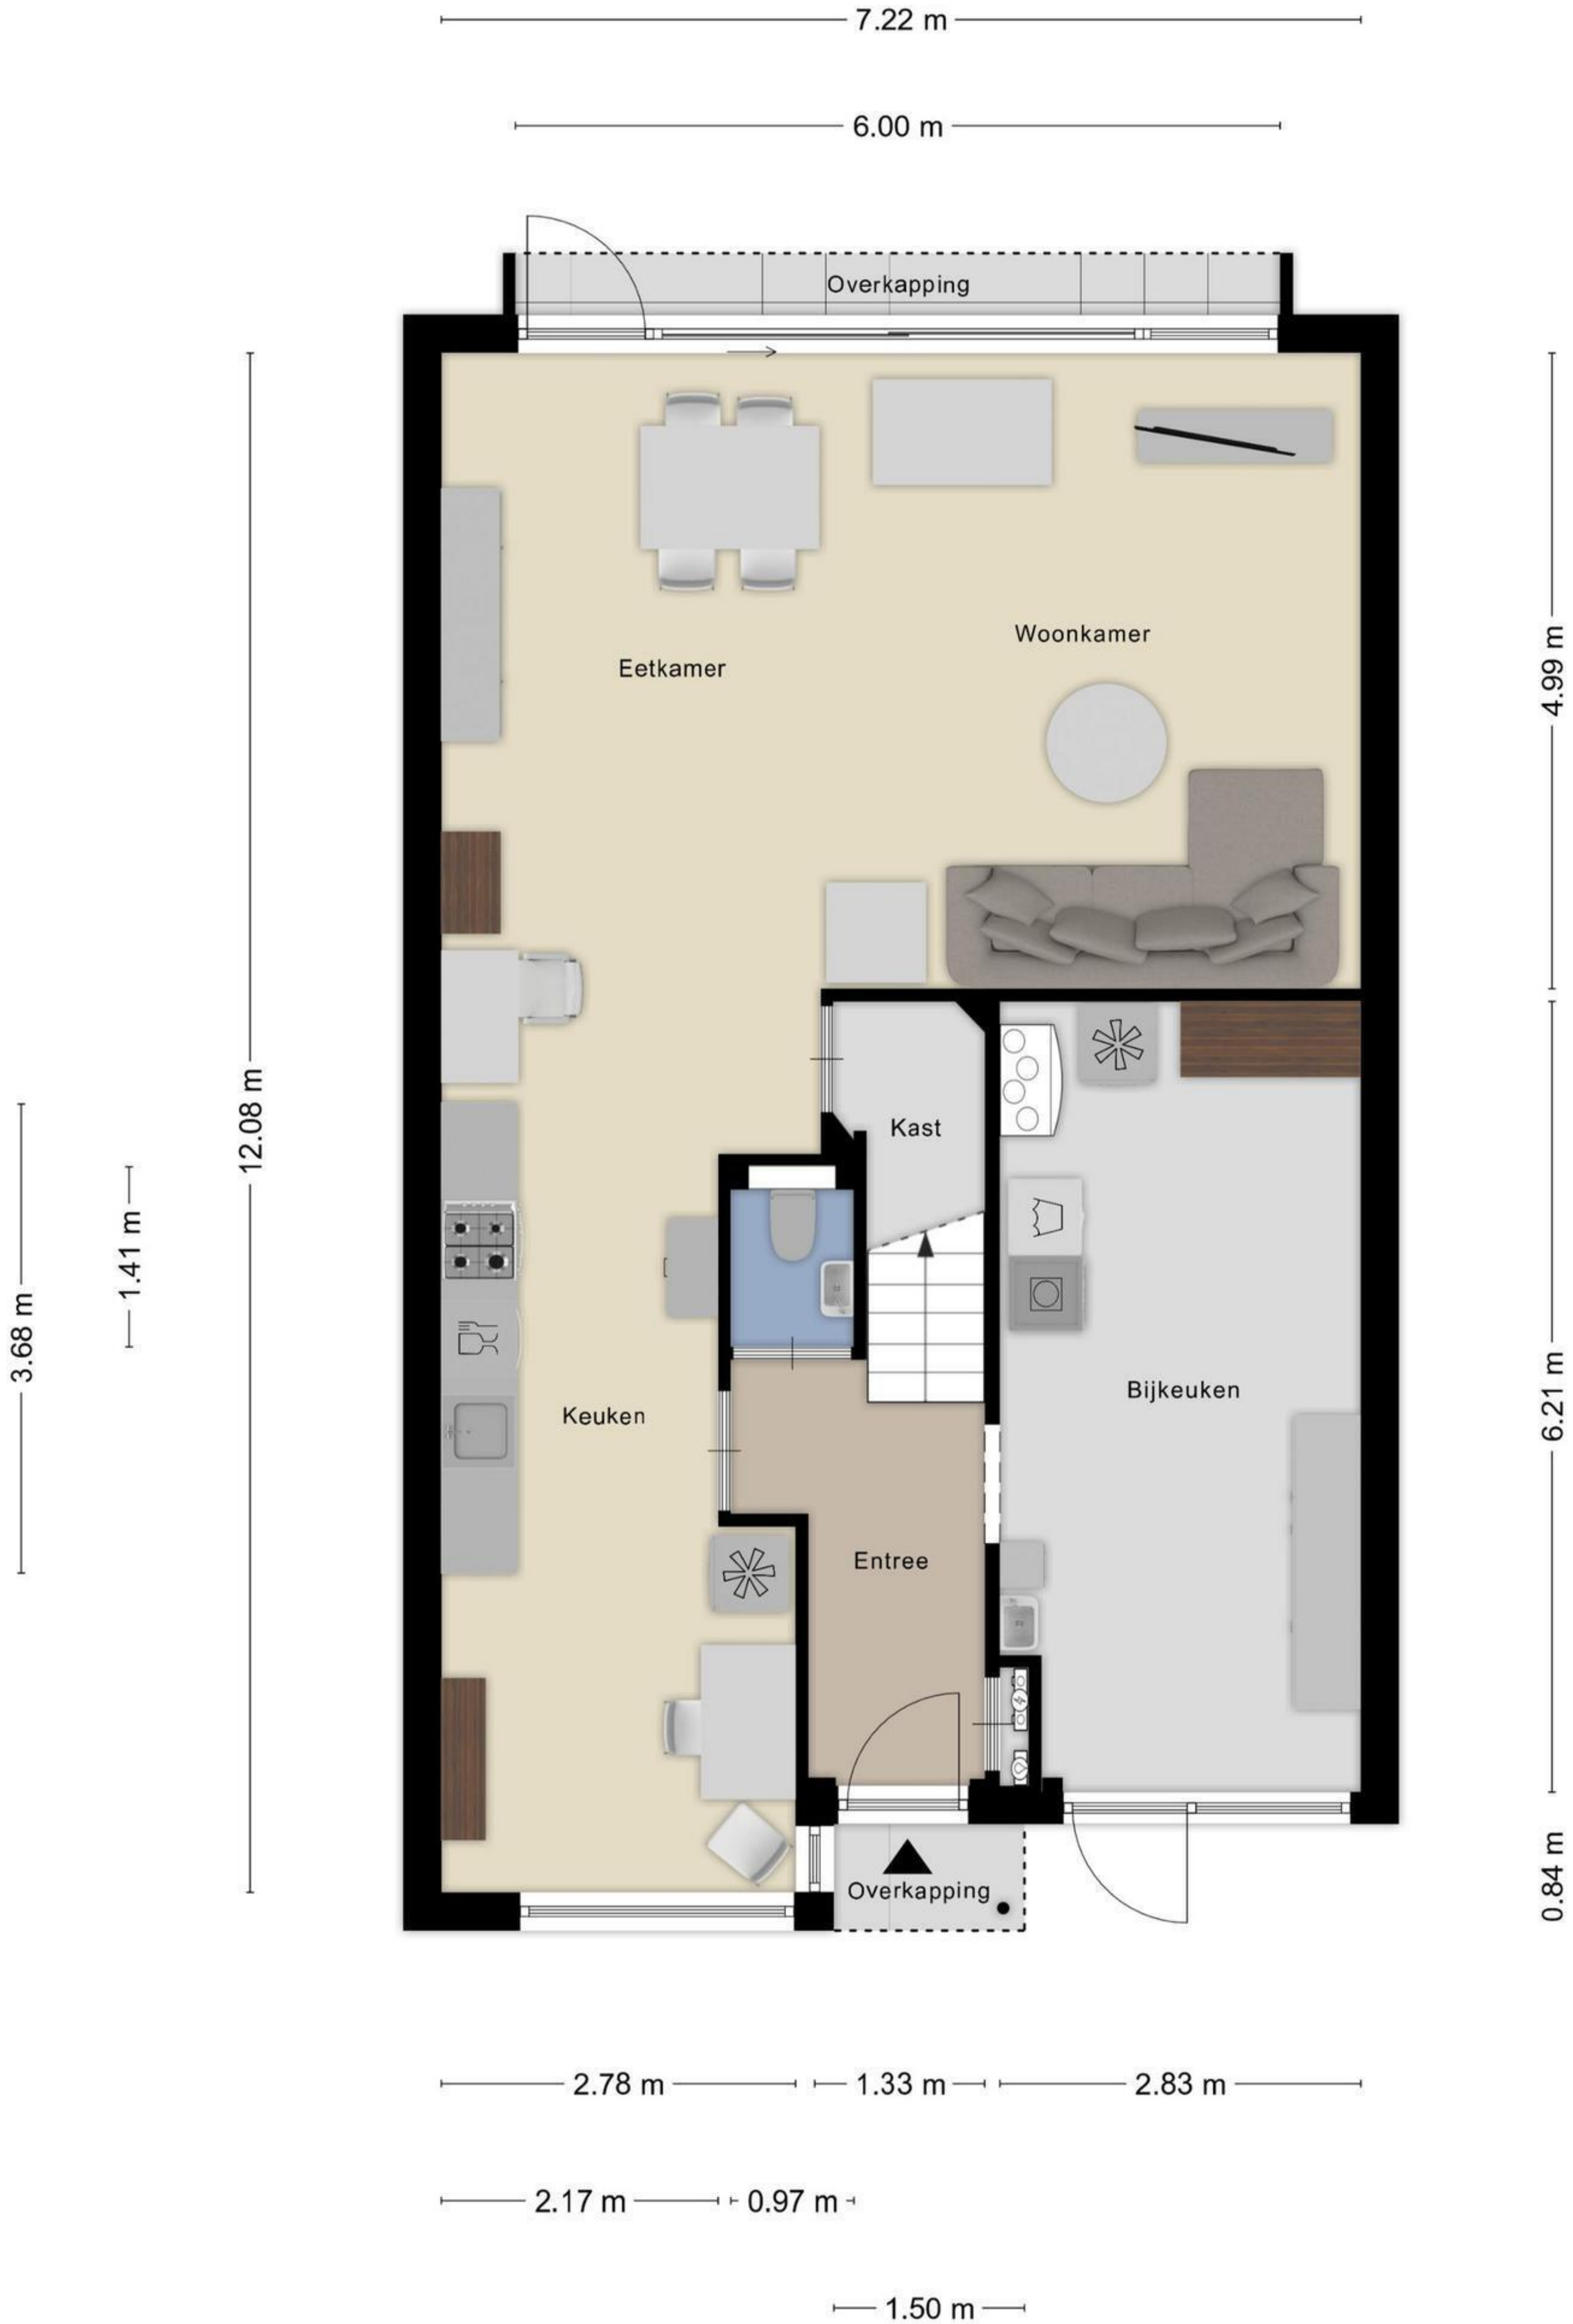 7.22 m
6.00 m
Overkapping
Woonkamer
Eetkamer
4.99 m
12.08 m
Kast
1.41 m
3.68 m
6.21 m
Bijkeuken
Keuken
Entree
0.84 m
Overkapping
2.78 m
1.33 m
2.83 m
2.17 m
0.97 m
1.50 m